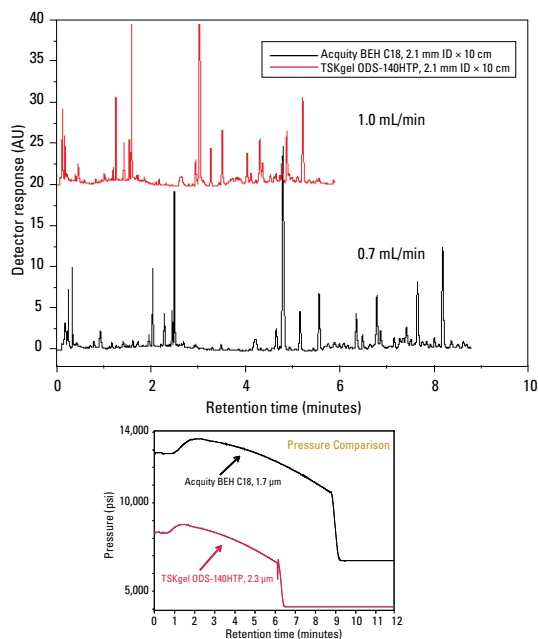 40
35
30
25
20
15
10
5
0
Detector response (AU)
Acquity BEH C18, 2.1 mm ID × 10 cm
TSKgel ODS-140HTP, 2.1 mm ID × 10 cm
1.0 mL/min
0.7 mL/min
0 2 4 6 8 10
Retention time (minutes)
14,000
10,000
5,000
Pressure (psi)
Pressure Comparison
Acquity BEH C18, 1.7 µm
TSKgel ODS-140HTP, 2.3 µm
0 1 2 3 4 5 6 7 8 9 10 11 12
Retention time (minutes)